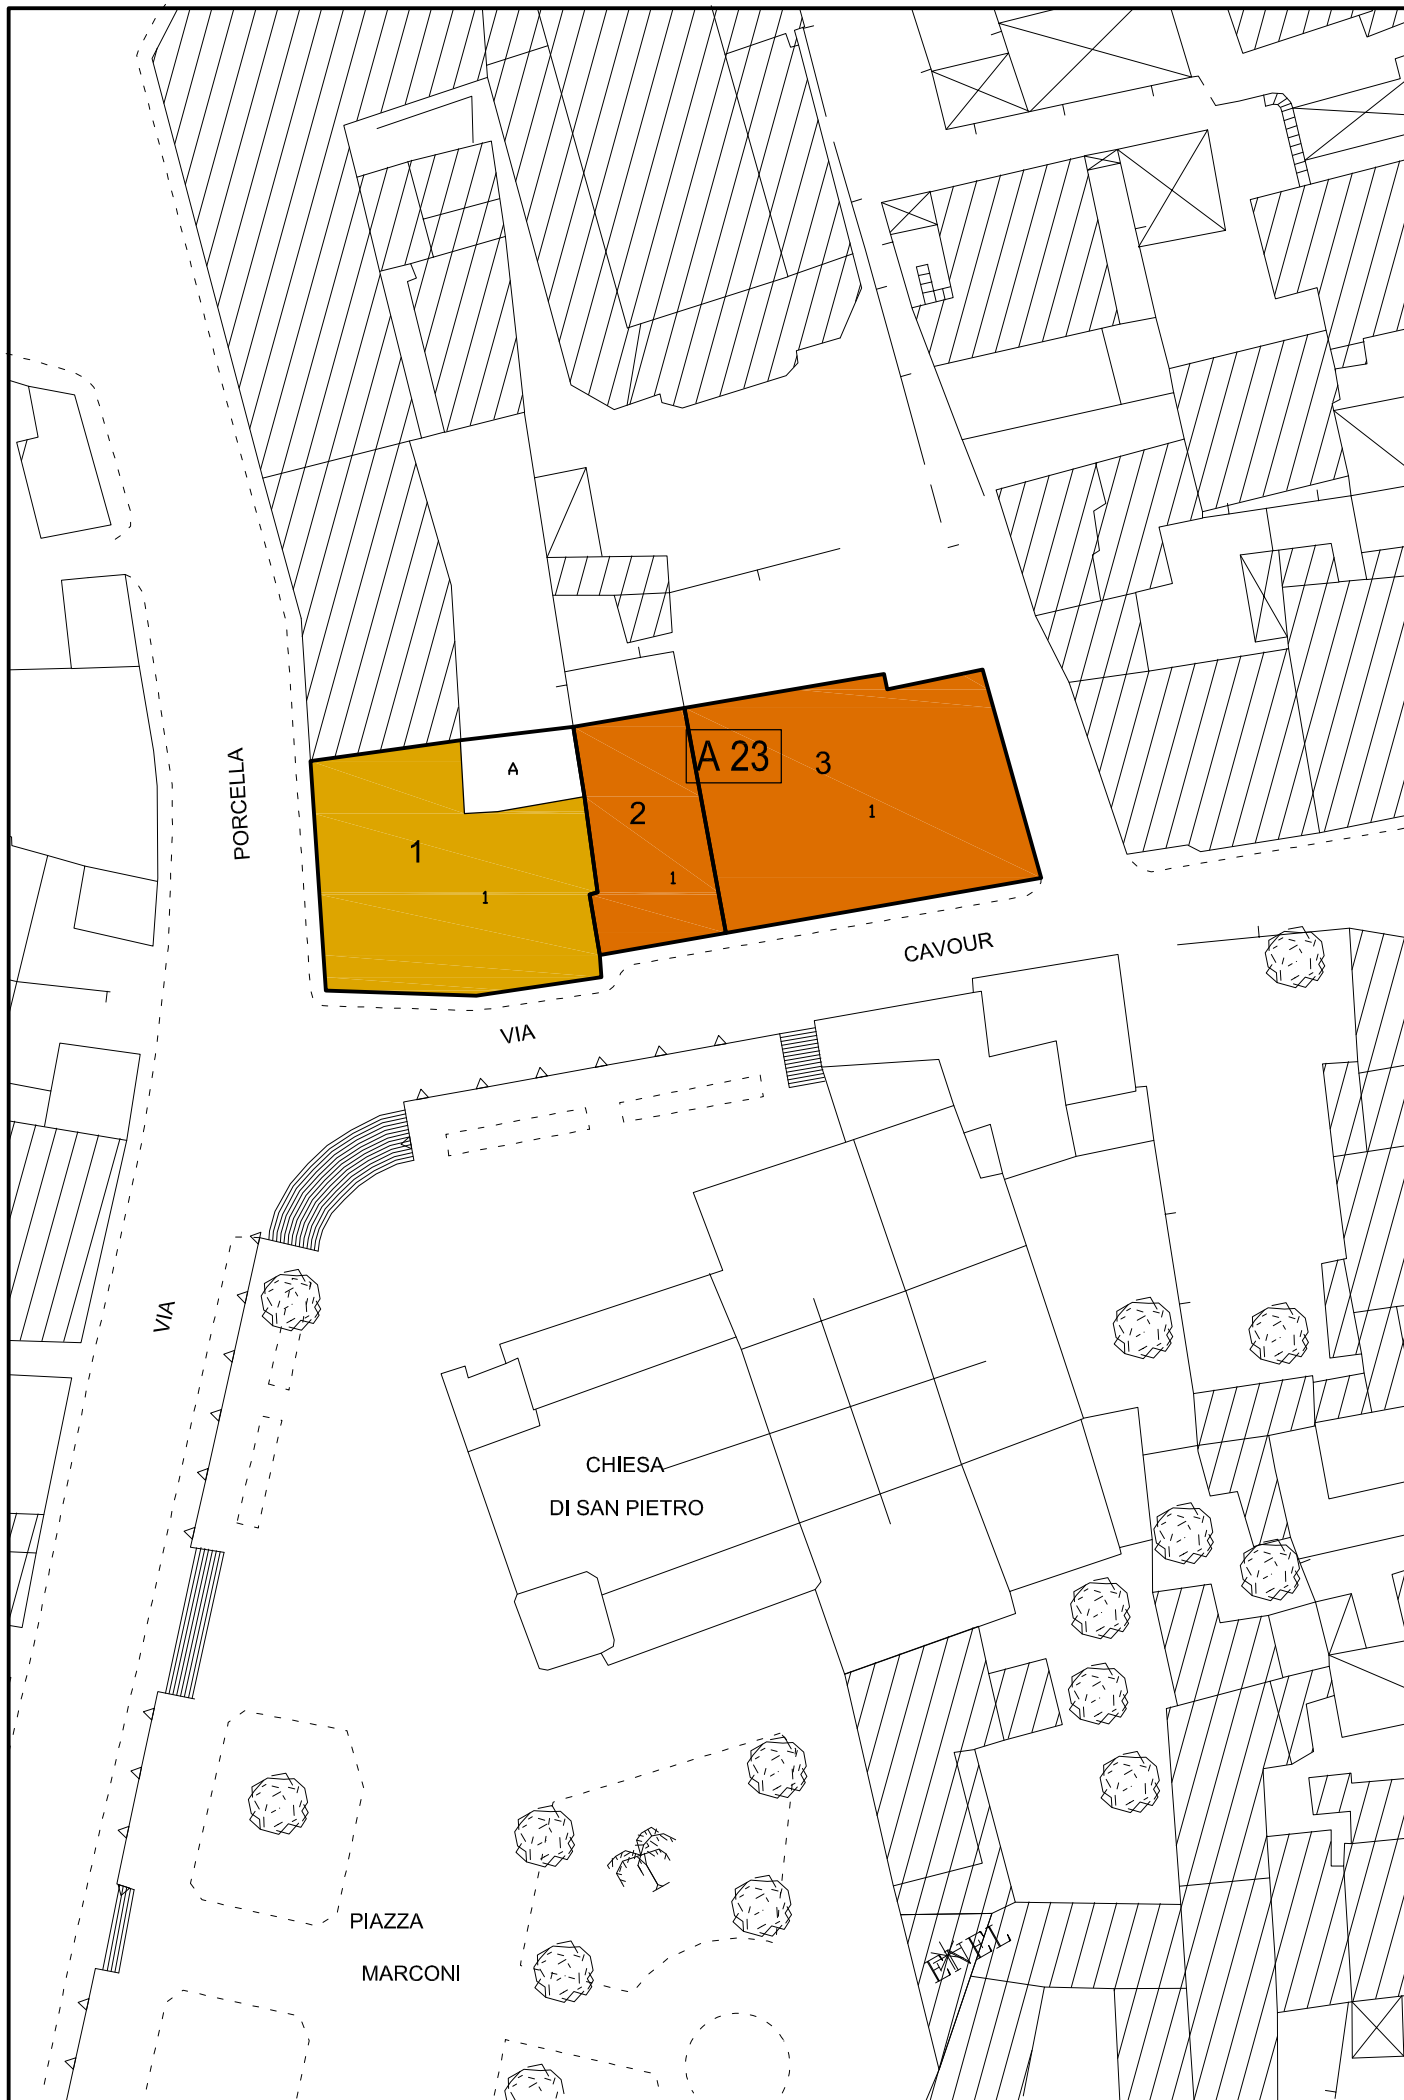 PORCELLA
A
A 23
3
2
1
1
1
1
CAVOUR
VIA
VIA
CHIESA
DI SAN PIETRO
PIAZZA
MARCONI
ENEL